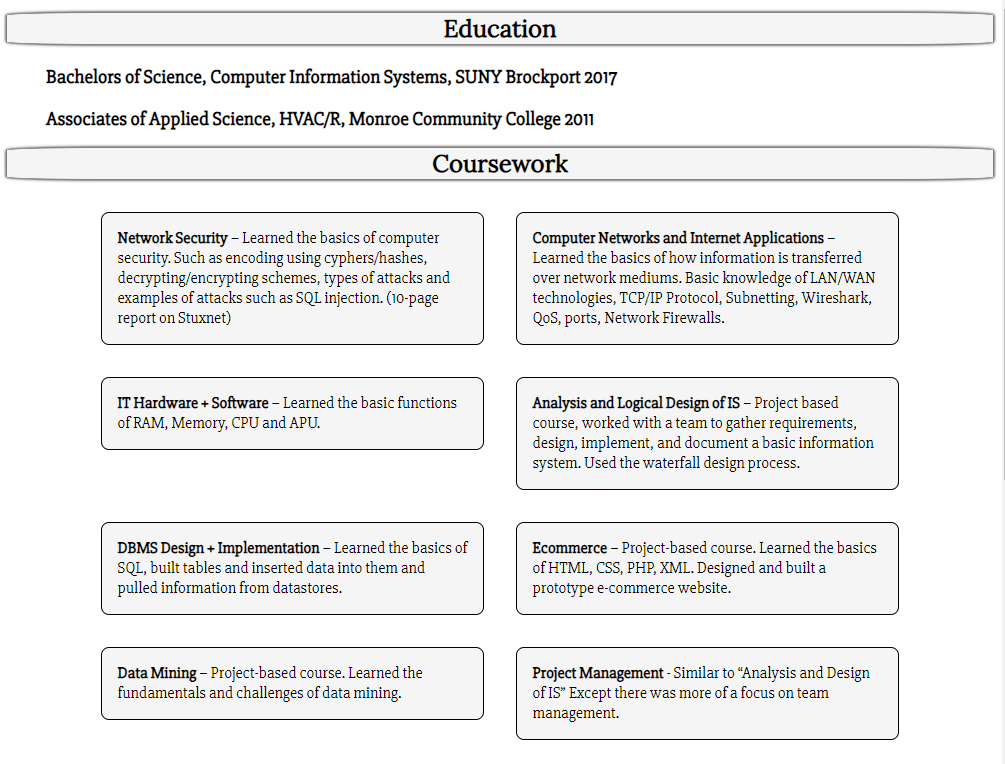 Education
Bachelors of Science, Computer Information Systems, SUNY Brockport 2017
Associates of Applied Science, HVAC/R, Monroe Community College 2011
Coursework
Network Security – Learned the basics of computer
security. Such as encoding using cyphers/hashes,
decrypting/encrypting schemes, types of attacks and
examples of attacks such as SQL injection. (10-page
report on Stuxnet)
Computer Networks and Internet Applications –
Learned the basics of how information is transferred
over network mediums. Basic knowledge of LAN/WAN
technologies, TCP/IP Protocol, Subnetting, Wireshark,
QoS, ports, Network Firewalls.
IT Hardware + Software – Learned the basic functions
of RAM, Memory, CPU and APU.
Analysis and Logical Design of IS – Project based
course, worked with a team to gather requirements,
design, implement, and document a basic information
system. Used the waterfall design process.
DBMS Design + Implementation – Learned the basics of
SQL, built tables and inserted data into them and
pulled information from datastores.
Ecommerce – Project-based course. Learned the basics
of HTML, CSS, PHP, XML. Designed and built a
prototype e-commerce website.
Data Mining – Project-based course. Learned the
fundamentals and challenges of data mining.
Project Management - Similar to “Analysis and Design
of IS” Except there was more of a focus on team
management.